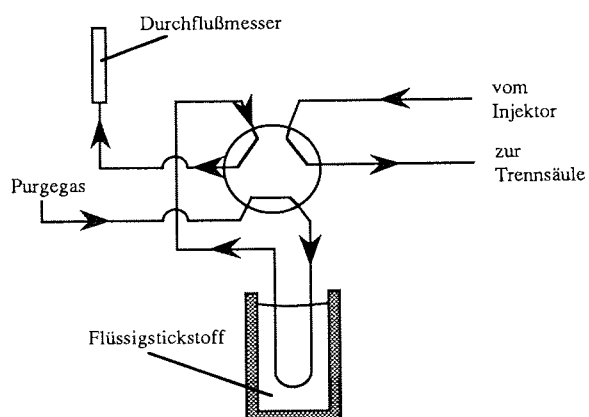 Durchflußmesser
vom
Injektor
zur
Trennsäule
Purgegas
Flüssigstickstoff